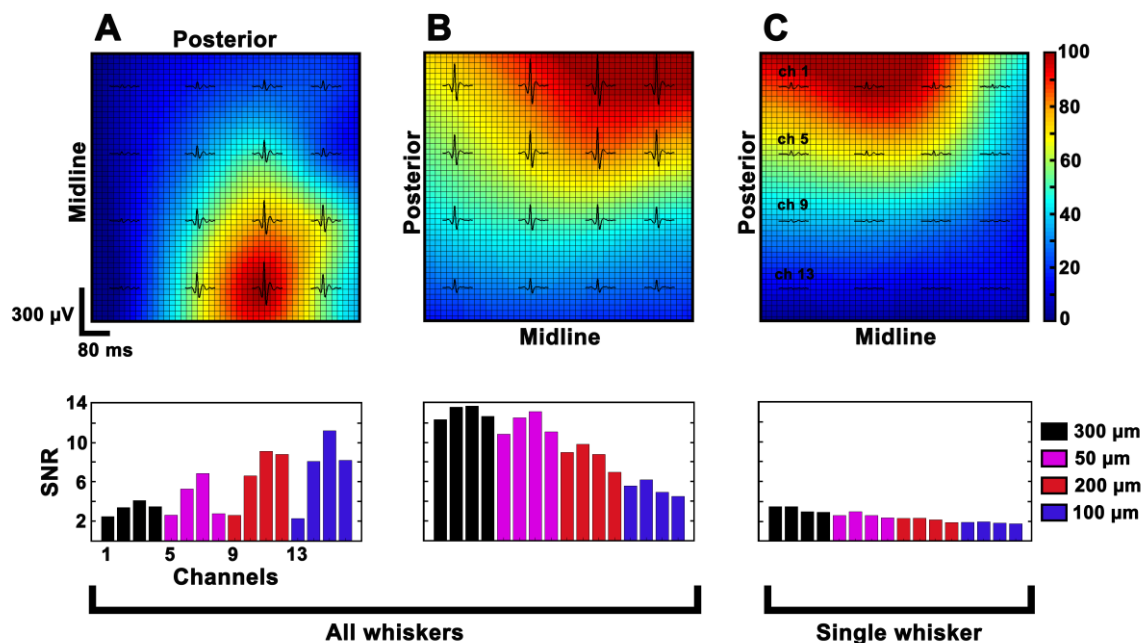 A
B
C
Posterior
Midline
300 µV
80 ms
Posterior
Midline
Posterior
ch 1
ch 5
ch 9
ch 13
Midline
100
80
60
40
20
0
14
10
6
2
SNR
1
5
9
13
Channels
300 µm
50 µm
200 µm
100 µm
All whiskers
Single whisker